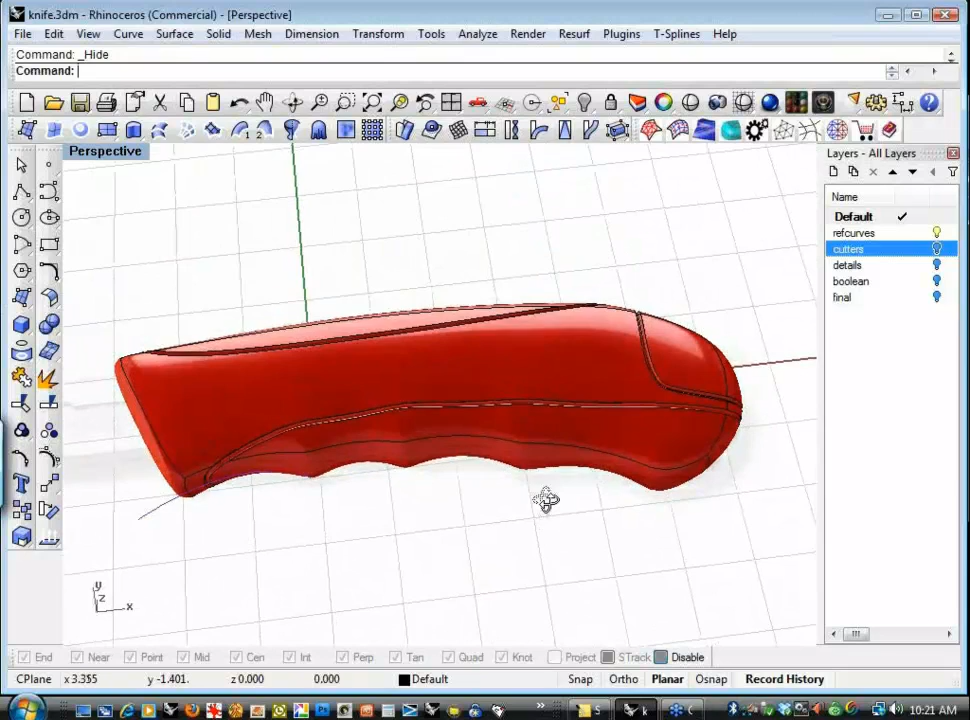 knife.3dm - Rhinoceros (Commercial) - [Perspective]
File Edit View Curve Surface Solid Mesh Dimension Transform Tools Analyze Render Resurf Plugins T-Splines Help
Command: _Hide
Command:
Perspective
Layers - All Layers
Name
Default
refcurves
cutters
details
boolean
final
y
z
x
End Near Point Mid Cen Int Perp Tan Quad Knot Project STrack Disable
CPlane x 3.355 y -1.401. z 0.000 0.000 Default Snap Ortho Planar Osnap Record History
S k C 10:21 AM